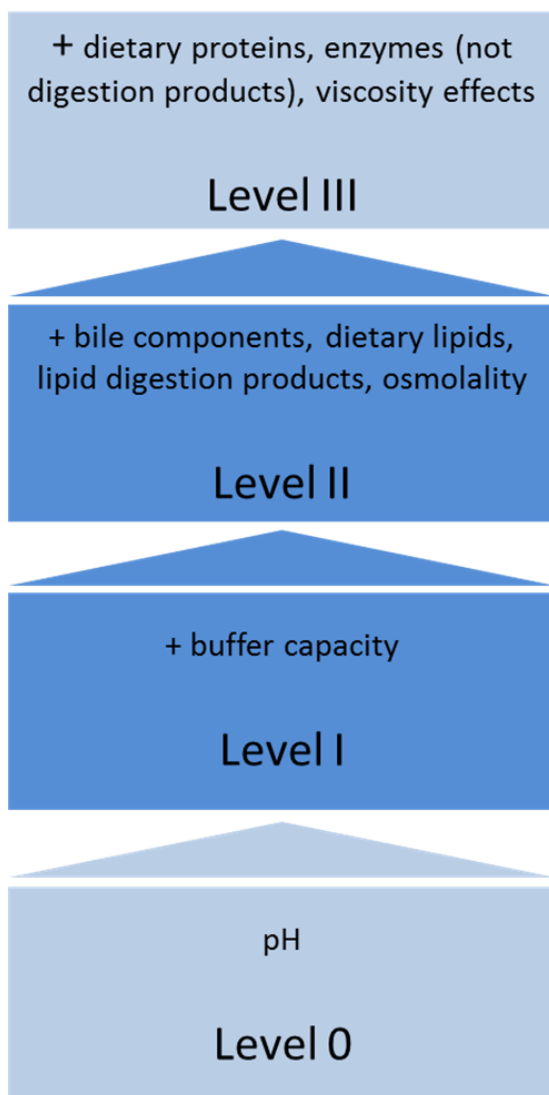 + dietary proteins, enzymes (not
digestion products), viscosity effects
Level III
+ bile components, dietary lipids,
lipid digestion products, osmolality
Level II
+ buffer capacity
Level I
pH
Level 0